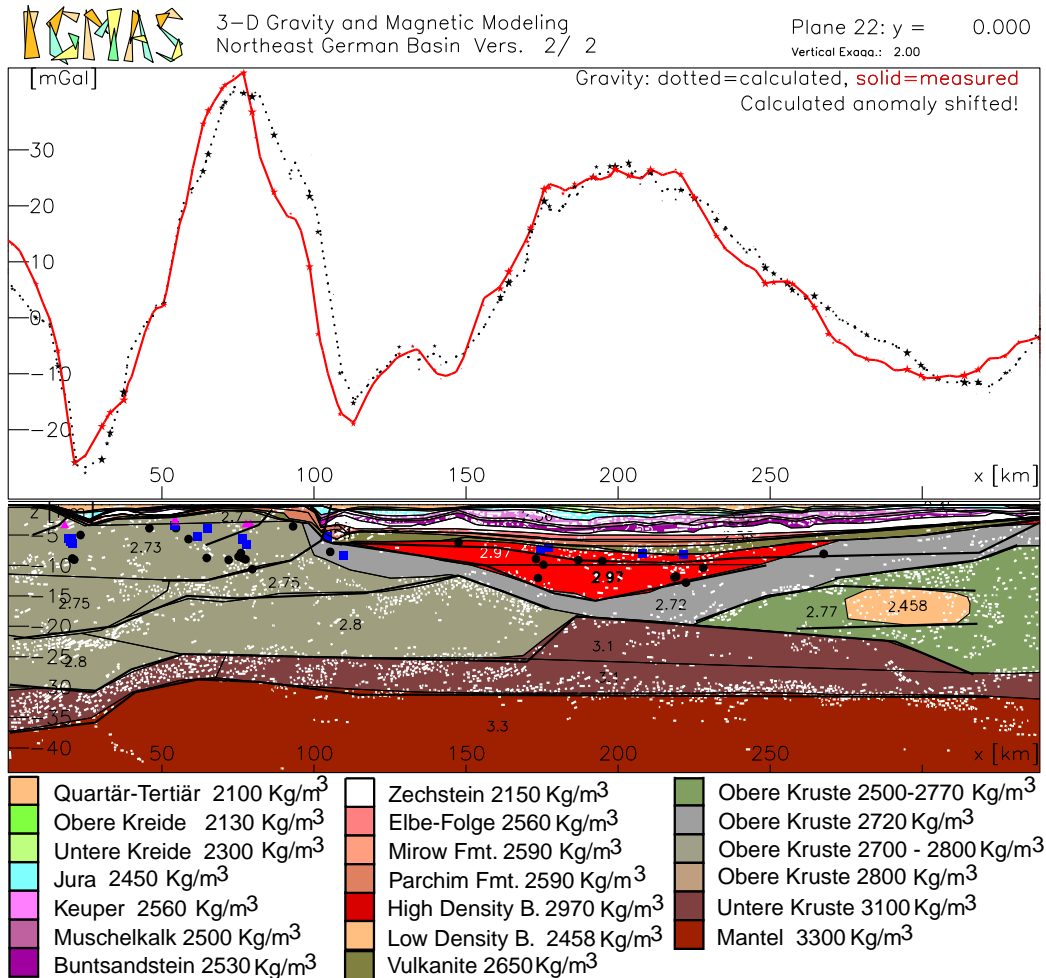 IGMAS
3-D Gravity and Magnetic Modeling
Northeast German Basin Vers. 2/ 2
Plane 22: y = 0.000
Vertical Exagg.: 2.00
[mGal]
Gravity: dotted=calculated, solid=measured
Calculated anomaly shifted!
30
20
10
0
-10
-20
50 100 150 200 250 x [km]
-5
-10
-15
-20
-25
-30
-35
-40
2.73
2.75
2.75
2.8
2.8
2.97
2.97
2.72
2.77
2.458
3.1
3.3
50 100 150 200 250 x [km]
Quartär-Tertiär 2100 Kg/m³
Obere Kreide 2130 Kg/m³
Untere Kreide 2300 Kg/m³
Jura 2450 Kg/m³
Keuper 2560 Kg/m³
Muschelkalk 2500 Kg/m³
Buntsandstein 2530 Kg/m³
Zechstein 2150 Kg/m³
Elbe-Folge 2560 Kg/m³
Mirow Fmt. 2590 Kg/m³
Parchim Fmt. 2590 Kg/m³
High Density B. 2970 Kg/m³
Low Density B. 2458 Kg/m³
Vulkanite 2650Kg/m³
Obere Kruste 2500-2770 Kg/m³
Obere Kruste 2720 Kg/m³
Obere Kruste 2700 - 2800 Kg/m³
Obere Kruste 2800 Kg/m³
Untere Kruste 3100 Kg/m³
Mantel 3300 Kg/m³